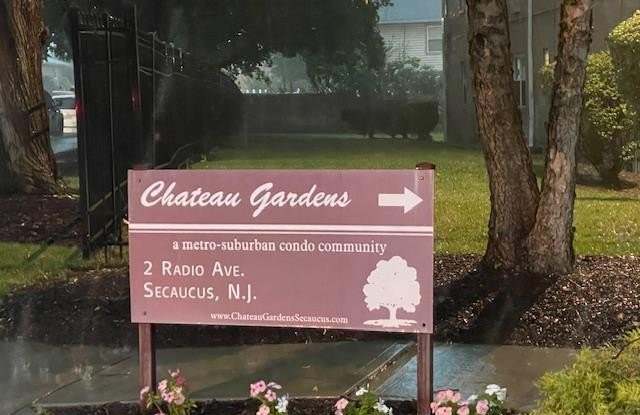 Chateau Gardens
a metro-suburban condo community
2 Radio Ave.
Secaucus, N.J.
www.ChateauGardensSecaucus.com